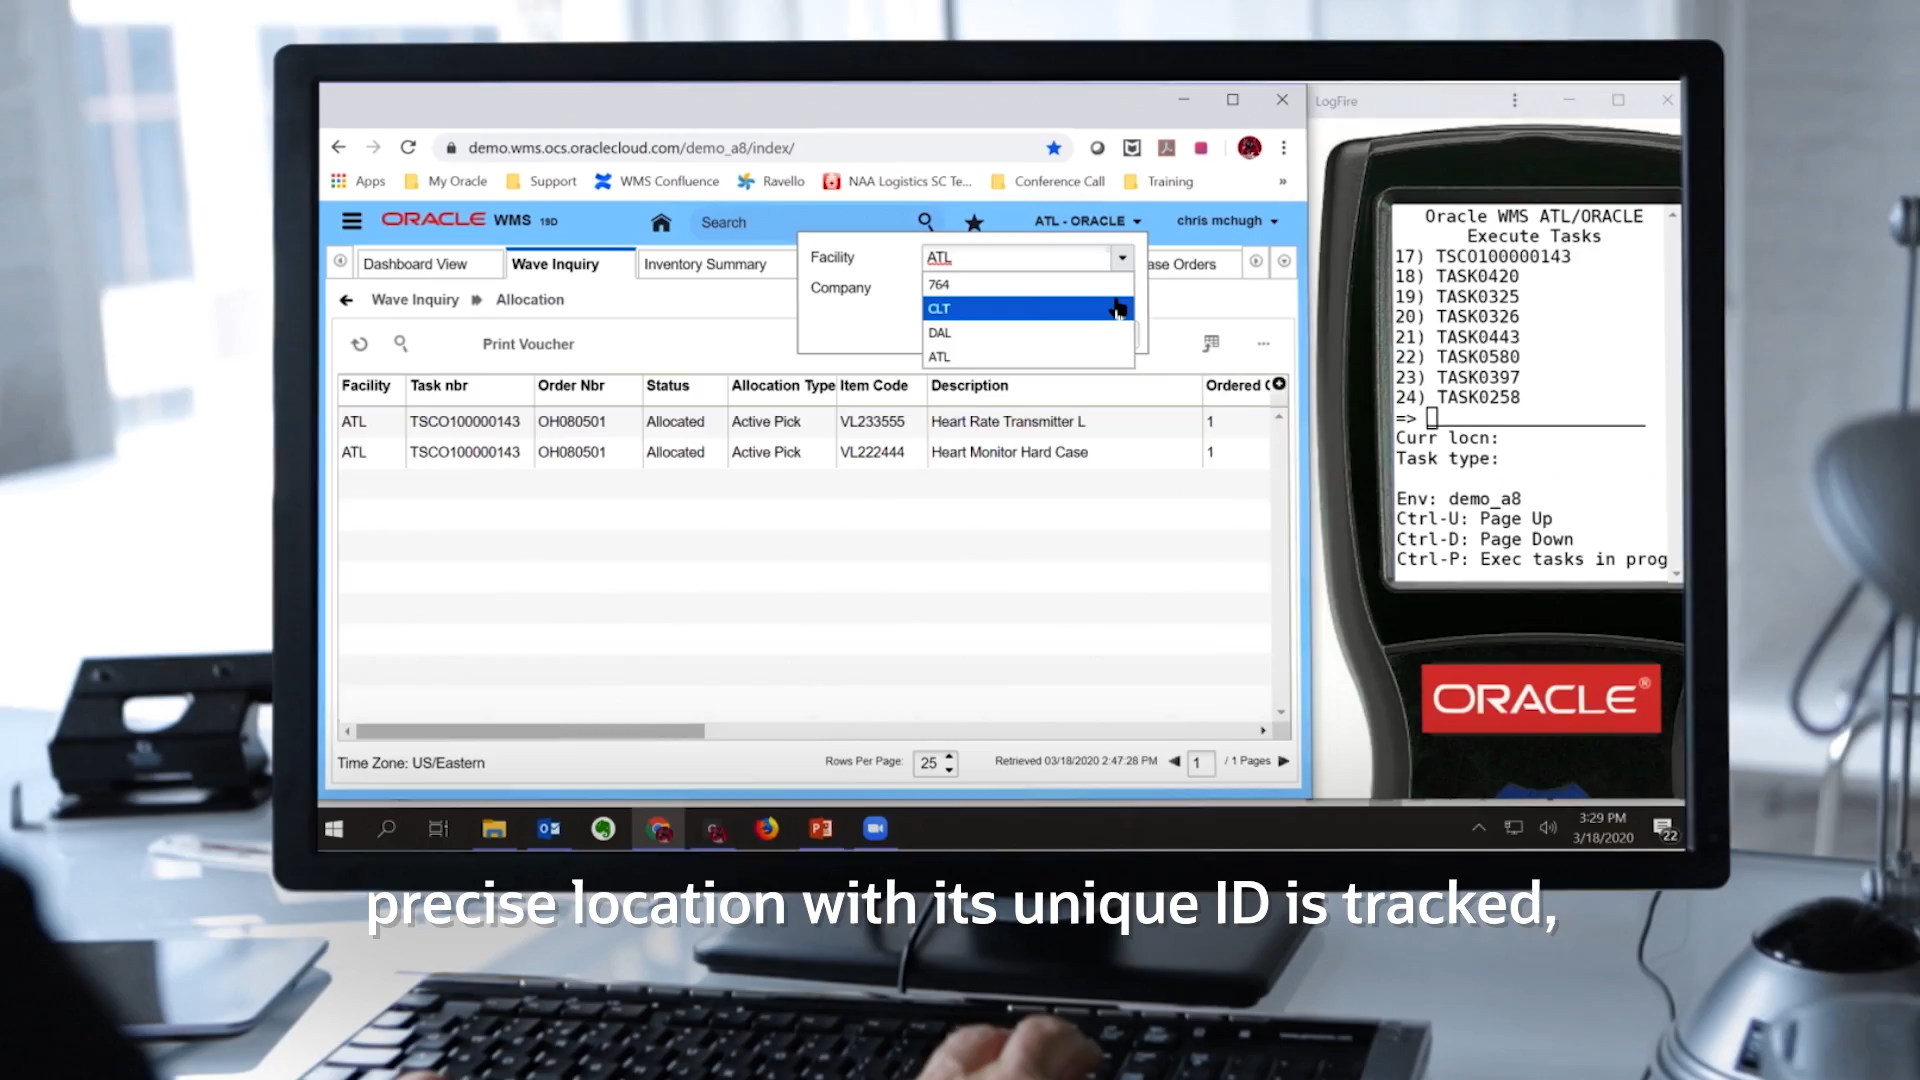 LogFire
demo.wms.ocs.oraclecloud.com/demo_a8/index/
Apps My Oracle Support WMS Confluence Ravello NAA Logistics SC Te... Conference Call Training »
ORACLE WMS 19D Search ATL - ORACLE chris mchugh
Dashboard View Wave Inquiry Inventory Summary ase Orders
Facility ATL
Company
764
CLT
DAL
ATL
Wave Inquiry Allocation
Print Voucher
Facility Task nbr Order Nbr Status Allocation Type Item Code Description Ordered
ATL TSCO100000143 OH080501 Allocated Active Pick VL233555 Heart Rate Transmitter L 1
ATL TSCO100000143 OH080501 Allocated Active Pick VL222444 Heart Monitor Hard Case 1
Time Zone: US/Eastern Rows Per Page: 25 Retrieved 03/18/2020 2:47:28 PM 1 / 1 Pages
Oracle WMS ATL/ORACLE
Execute Tasks
17) TSCO100000143
18) TASK0420
19) TASK0325
20) TASK0326
21) TASK0443
22) TASK0580
23) TASK0397
24) TASK0258
=>
Curr locn:
Task type:
Env: demo_a8
Ctrl-U: Page Up
Ctrl-D: Page Down
Ctrl-P: Exec tasks in prog
ORACLE®
3:29 PM
3/18/2020
22
precise location with its unique ID is tracked,